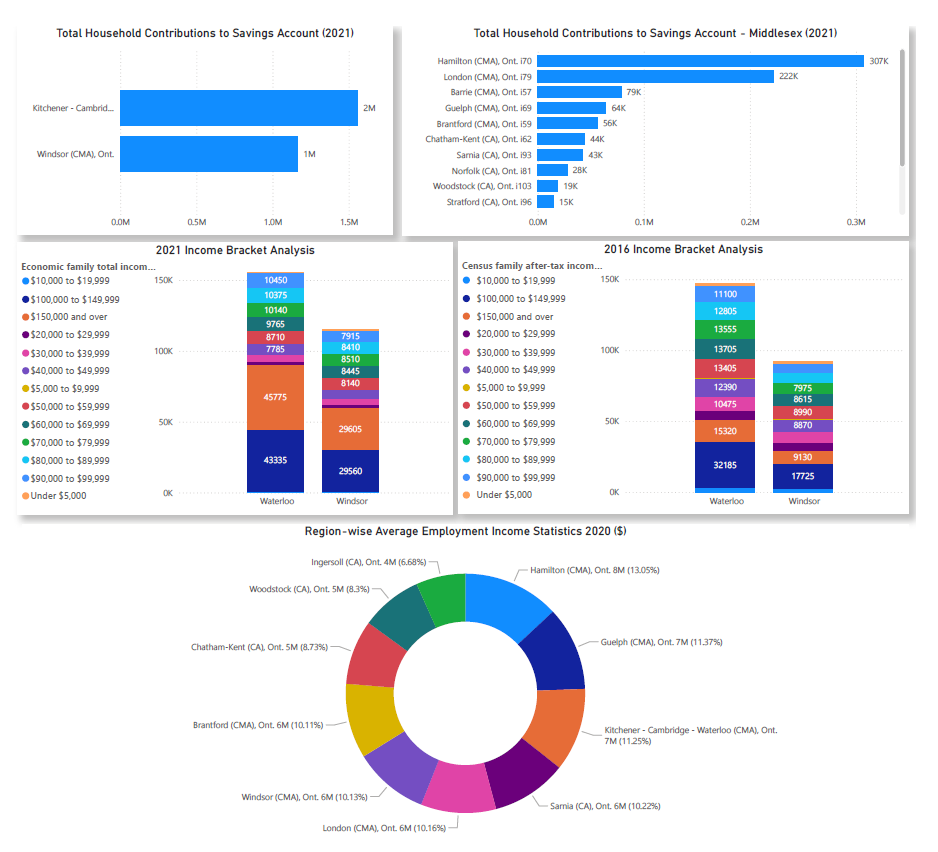 Total Household Contributions to Savings Account (2021)
Kitchener - Cambrid...
2M
Windsor (CMA), Ont.
1M
0.0M
0.5M
1.0M
1.5M
Total Household Contributions to Savings Account - Middlesex (2021)
Hamilton (CMA), Ont. i70
307K
London (CMA), Ont. i79
222K
Barrie (CMA), Ont. i57
79K
Guelph (CMA), Ont. i69
64K
Brantford (CMA), Ont. i59
56K
Chatham-Kent (CA), Ont. i62
44K
Sarnia (CA), Ont. i93
43K
Norfolk (CA), Ont. i81
28K
Woodstock (CA), Ont. i103
19K
Stratford (CA), Ont. i96
15K
0.0M
0.1M
0.2M
0.3M
2021 Income Bracket Analysis
Economic family total incom...
$10,000 to $19,999
$100,000 to $149,999
$150,000 and over
$20,000 to $29,999
$30,000 to $39,999
$40,000 to $49,999
$5,000 to $9,999
$50,000 to $59,999
$60,000 to $69,999
$70,000 to $79,999
$80,000 to $89,999
$90,000 to $99,999
Under $5,000
150K
100K
50K
0K
10450
10375
10140
9765
8710
7785
45775
43335
Waterloo
7915
8410
8510
8445
8140
29605
29560
Windsor
2016 Income Bracket Analysis
Census family after-tax incom...
$10,000 to $19,999
$100,000 to $149,999
$150,000 and over
$20,000 to $29,999
$30,000 to $39,999
$40,000 to $49,999
$5,000 to $9,999
$50,000 to $59,999
$60,000 to $69,999
$70,000 to $79,999
$80,000 to $89,999
$90,000 to $99,999
Under $5,000
150K
100K
50K
0K
11100
12805
13555
13705
13405
12390
10475
15320
32185
Waterloo
7975
8615
8990
8870
9130
17725
Windsor
Region-wise Average Employment Income Statistics 2020 ($)
Ingersoll (CA), Ont. 4M (6.68%)
Hamilton (CMA), Ont. 8M (13.05%)
Woodstock (CA), Ont. 5M (8.3%)
Guelph (CMA), Ont. 7M (11.37%)
Chatham-Kent (CA), Ont. 5M (8.73%)
Kitchener - Cambridge - Waterloo (CMA), Ont.
7M (11.25%)
Brantford (CMA), Ont. 6M (10.11%)
Windsor (CMA), Ont. 6M (10.13%)
Sarnia (CA), Ont. 6M (10.22%)
London (CMA), Ont. 6M (10.16%)